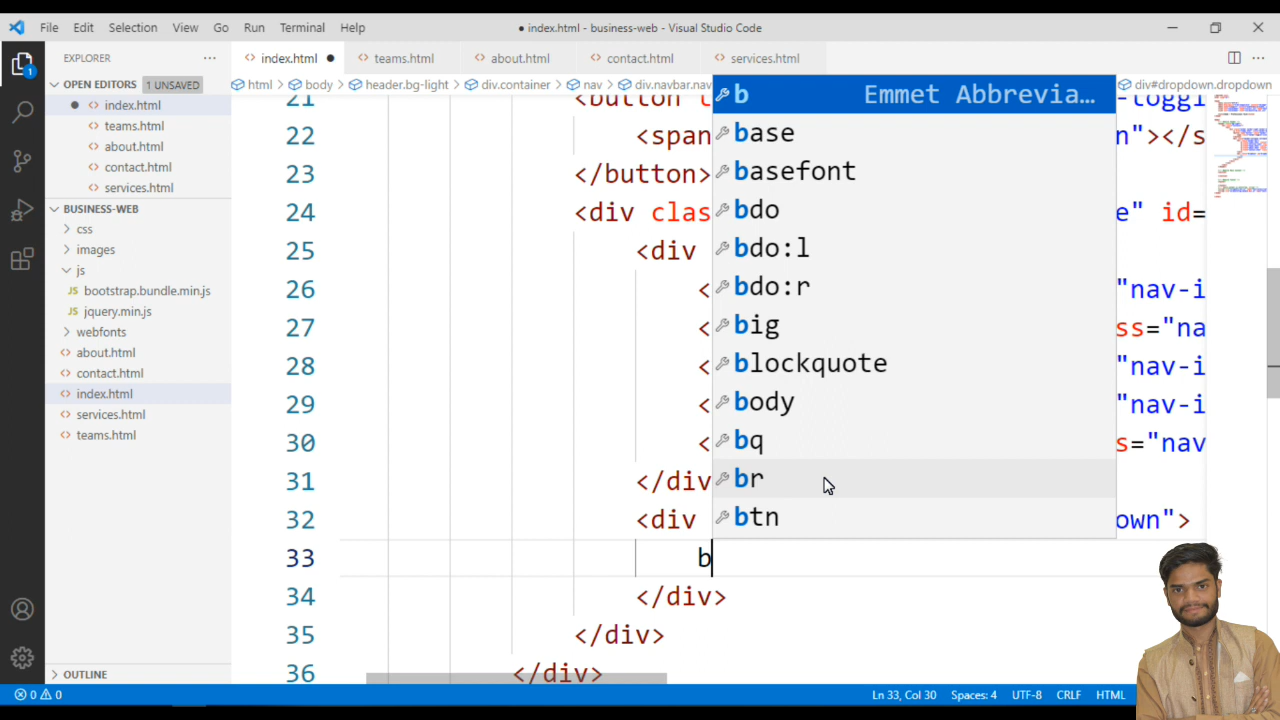 File Edit Selection View Go Run Terminal Help
● index.html - business-web - Visual Studio Code
EXPLORER
index.html
teams.html
about.html
contact.html
services.html
OPEN EDITORS 1 UNSAVED
index.html
teams.html
about.html
contact.html
services.html
BUSINESS-WEB
css
images
js
bootstrap.bundle.min.js
jquery.min.js
webfonts
about.html
contact.html
index.html
services.html
teams.html
OUTLINE
html > body > header.bg-light > div.container > nav > div.navbar.nav
div#dropdown.dropdown
21 <button t -toggl
22 <span n"></s
23 </button>
24 <div clas e" id=
25 <div
26 < "nav-i
27 < ss="na
28 < "nav-i
29 < "nav-i
30 < s="nav
31 </div
32 <div own">
33 b
34 </div>
35 </div>
36 </div>
b Emmet Abbrevia…
base
basefont
bdo
bdo:l
bdo:r
big
blockquote
body
bq
br
btn
0 0
Ln 33, Col 30 Spaces: 4 UTF-8 CRLF HTML